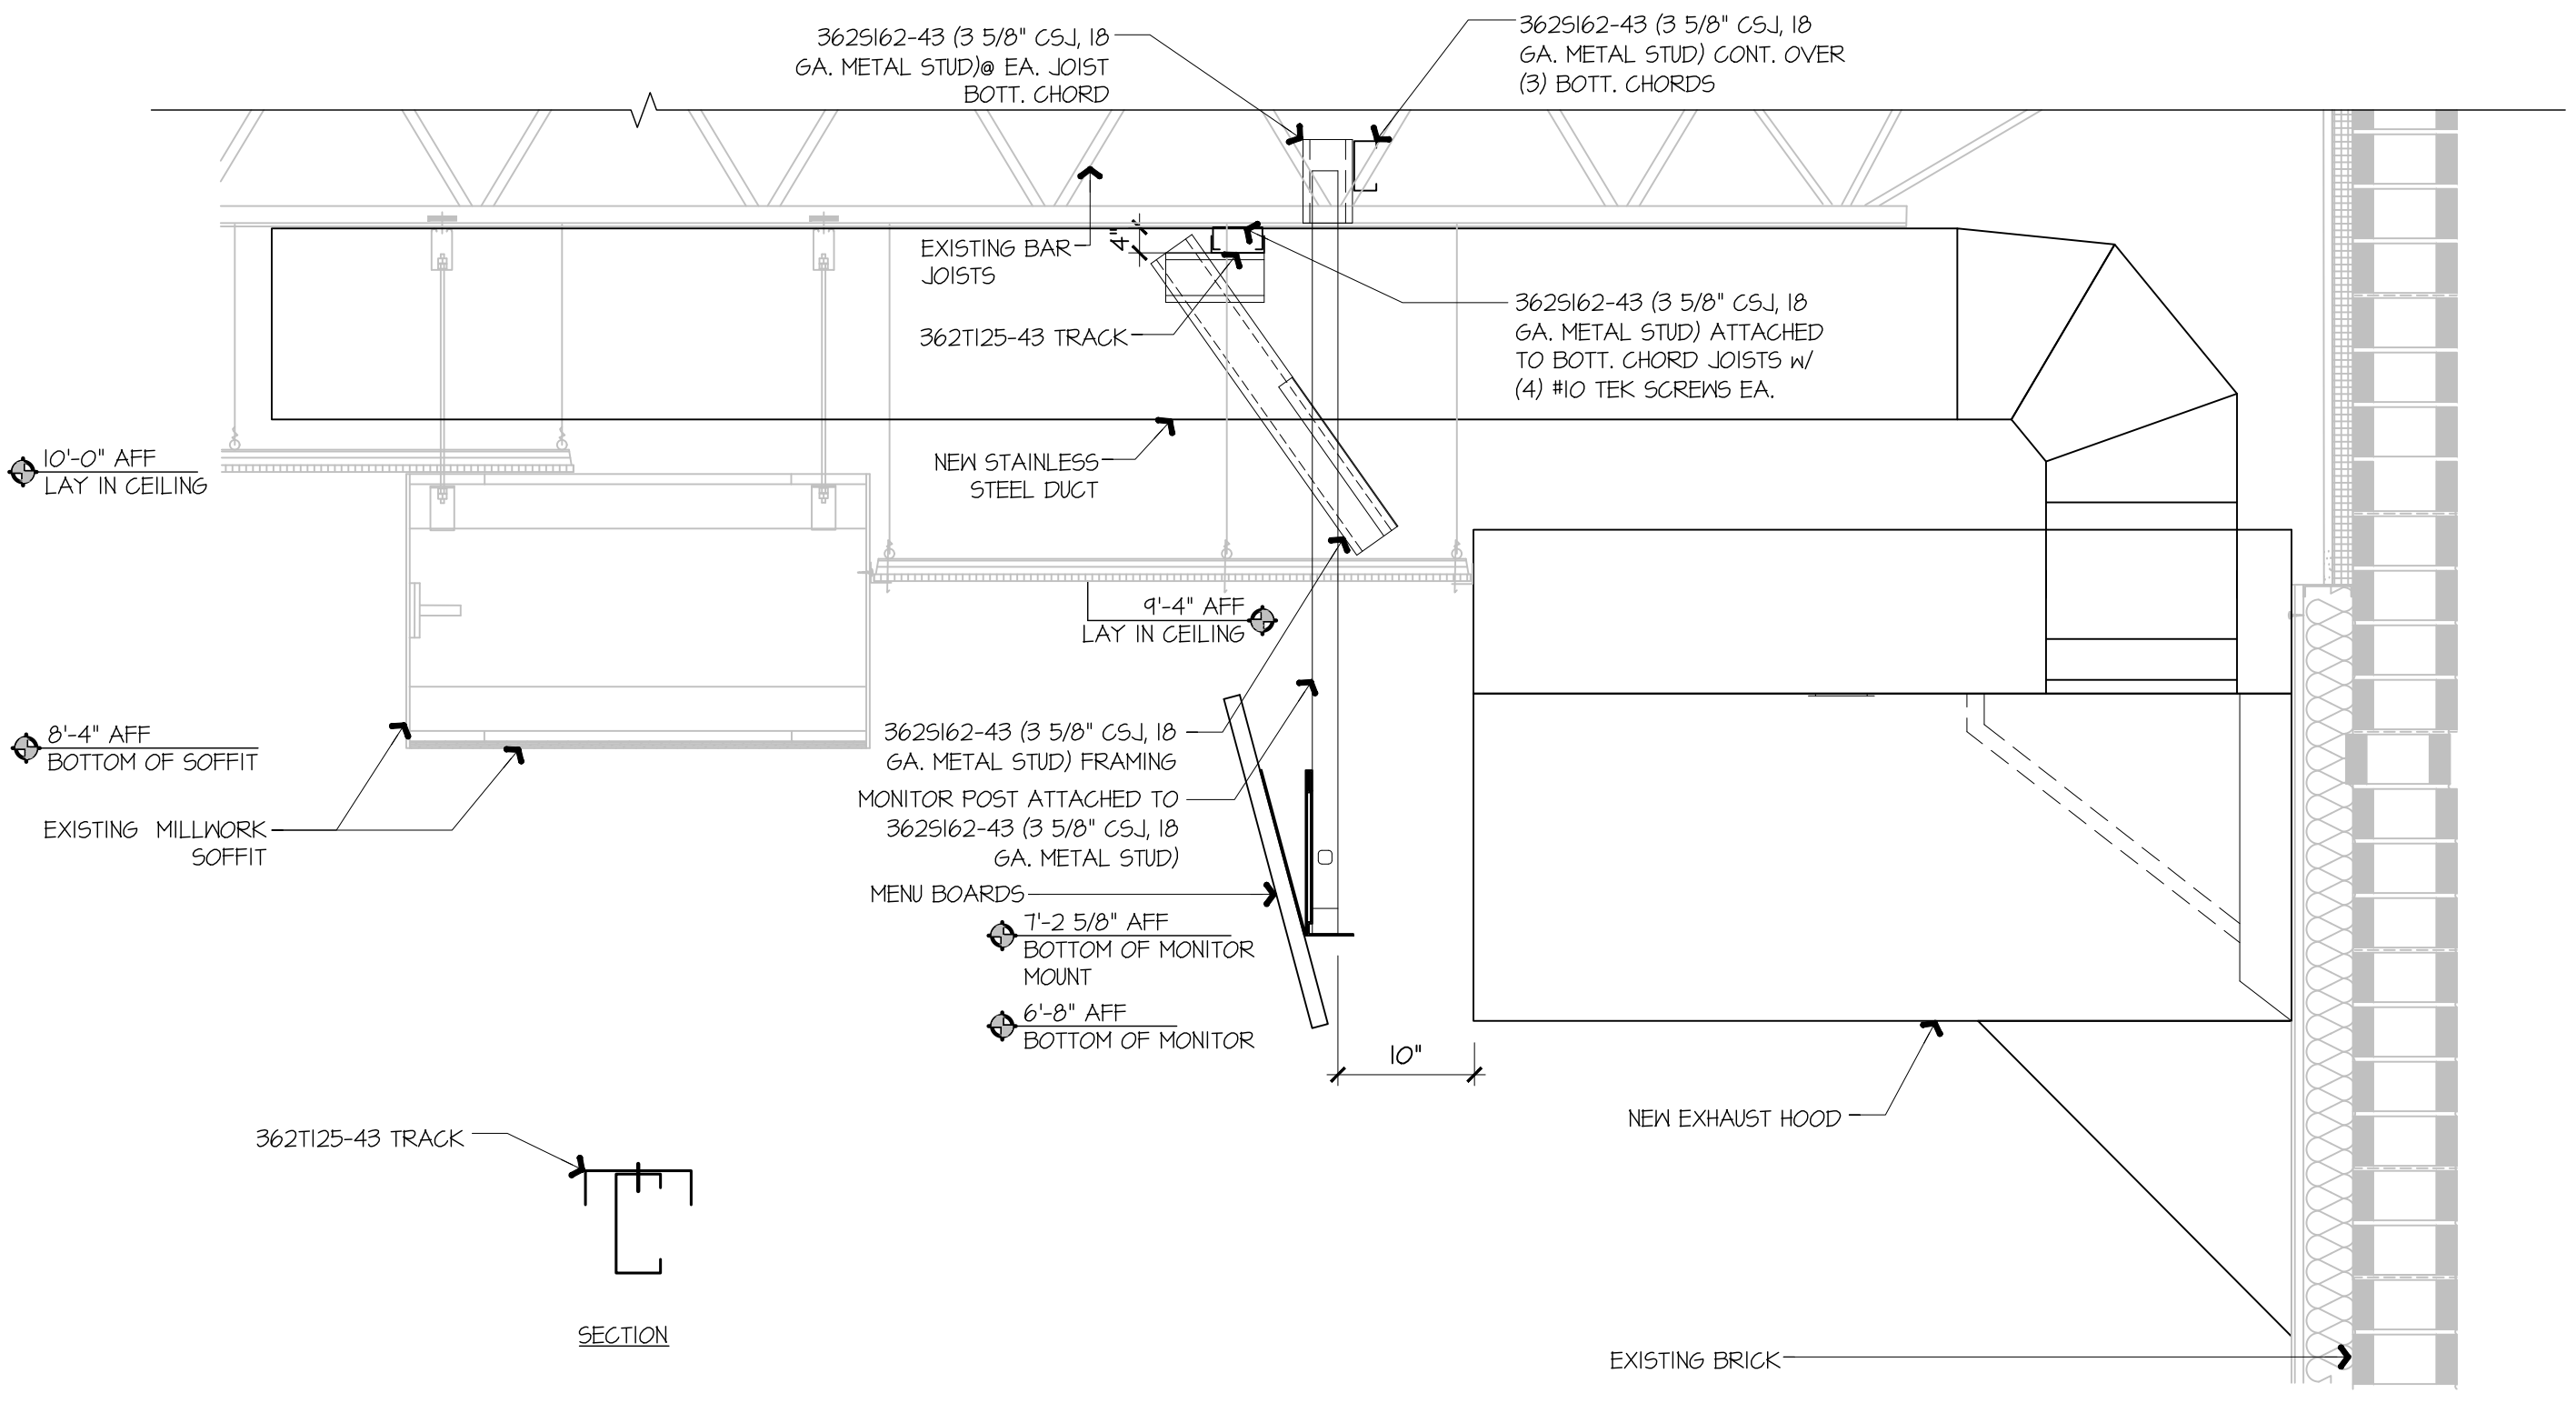 362S162-43 (3 5/8" CSJ, 18
GA. METAL STUD)@ EA. JOIST
BOTT. CHORD
362S162-43 (3 5/8" CSJ, 18
GA. METAL STUD) CONT. OVER
(3) BOTT. CHORDS
EXISTING BAR
JOISTS
4"
362T125-43 TRACK
362S162-43 (3 5/8" CSJ, 18
GA. METAL STUD) ATTACHED
TO BOTT. CHORD JOISTS W/
(4) #10 TEK SCREWS EA.
10'-0" AFF
LAY IN CEILING
NEW STAINLESS
STEEL DUCT
9'-4" AFF
LAY IN CEILING
8'-4" AFF
BOTTOM OF SOFFIT
EXISTING MILLWORK
SOFFIT
362S162-43 (3 5/8" CSJ, 18
GA. METAL STUD) FRAMING
MONITOR POST ATTACHED TO
362S162-43 (3 5/8" CSJ, 18
GA. METAL STUD)
MENU BOARDS
7'-2 5/8" AFF
BOTTOM OF MONITOR
MOUNT
6'-8" AFF
BOTTOM OF MONITOR
10"
NEW EXHAUST HOOD
362T125-43 TRACK
SECTION
EXISTING BRICK